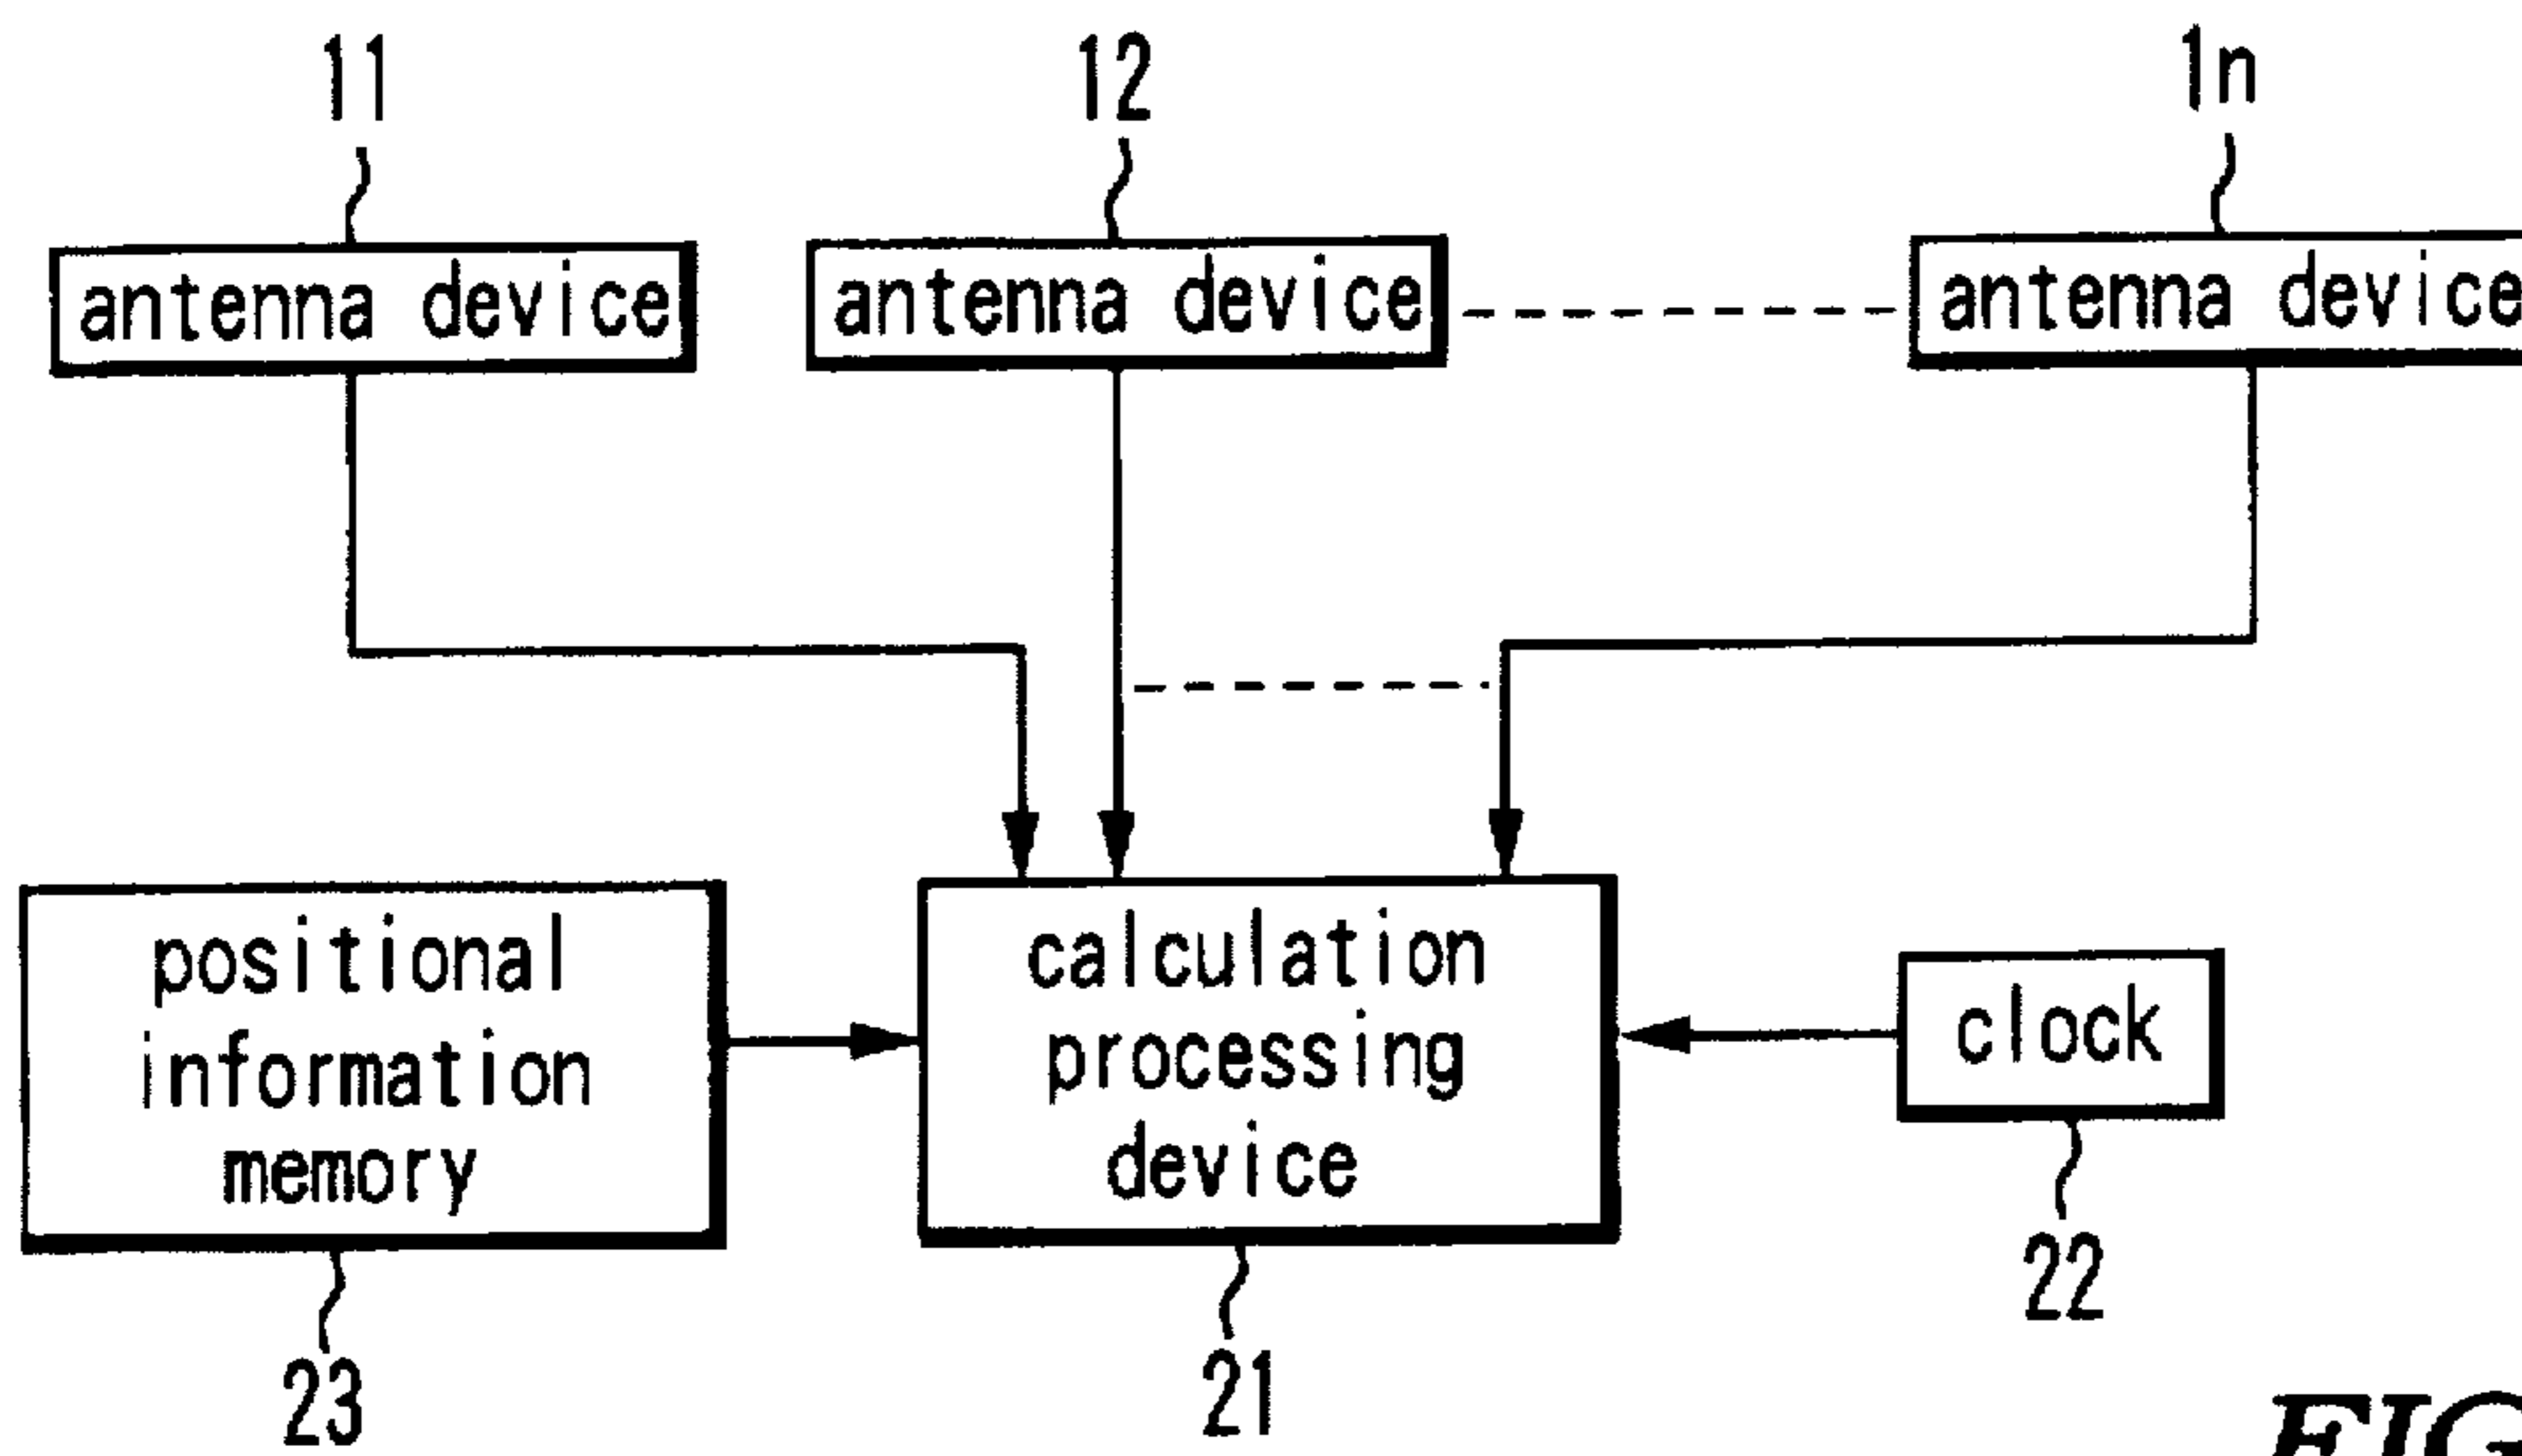 11 12 1n
antenna device antenna device antenna device
positional
information
memory
calculation
processing
device
clock
22
23 21
FIG